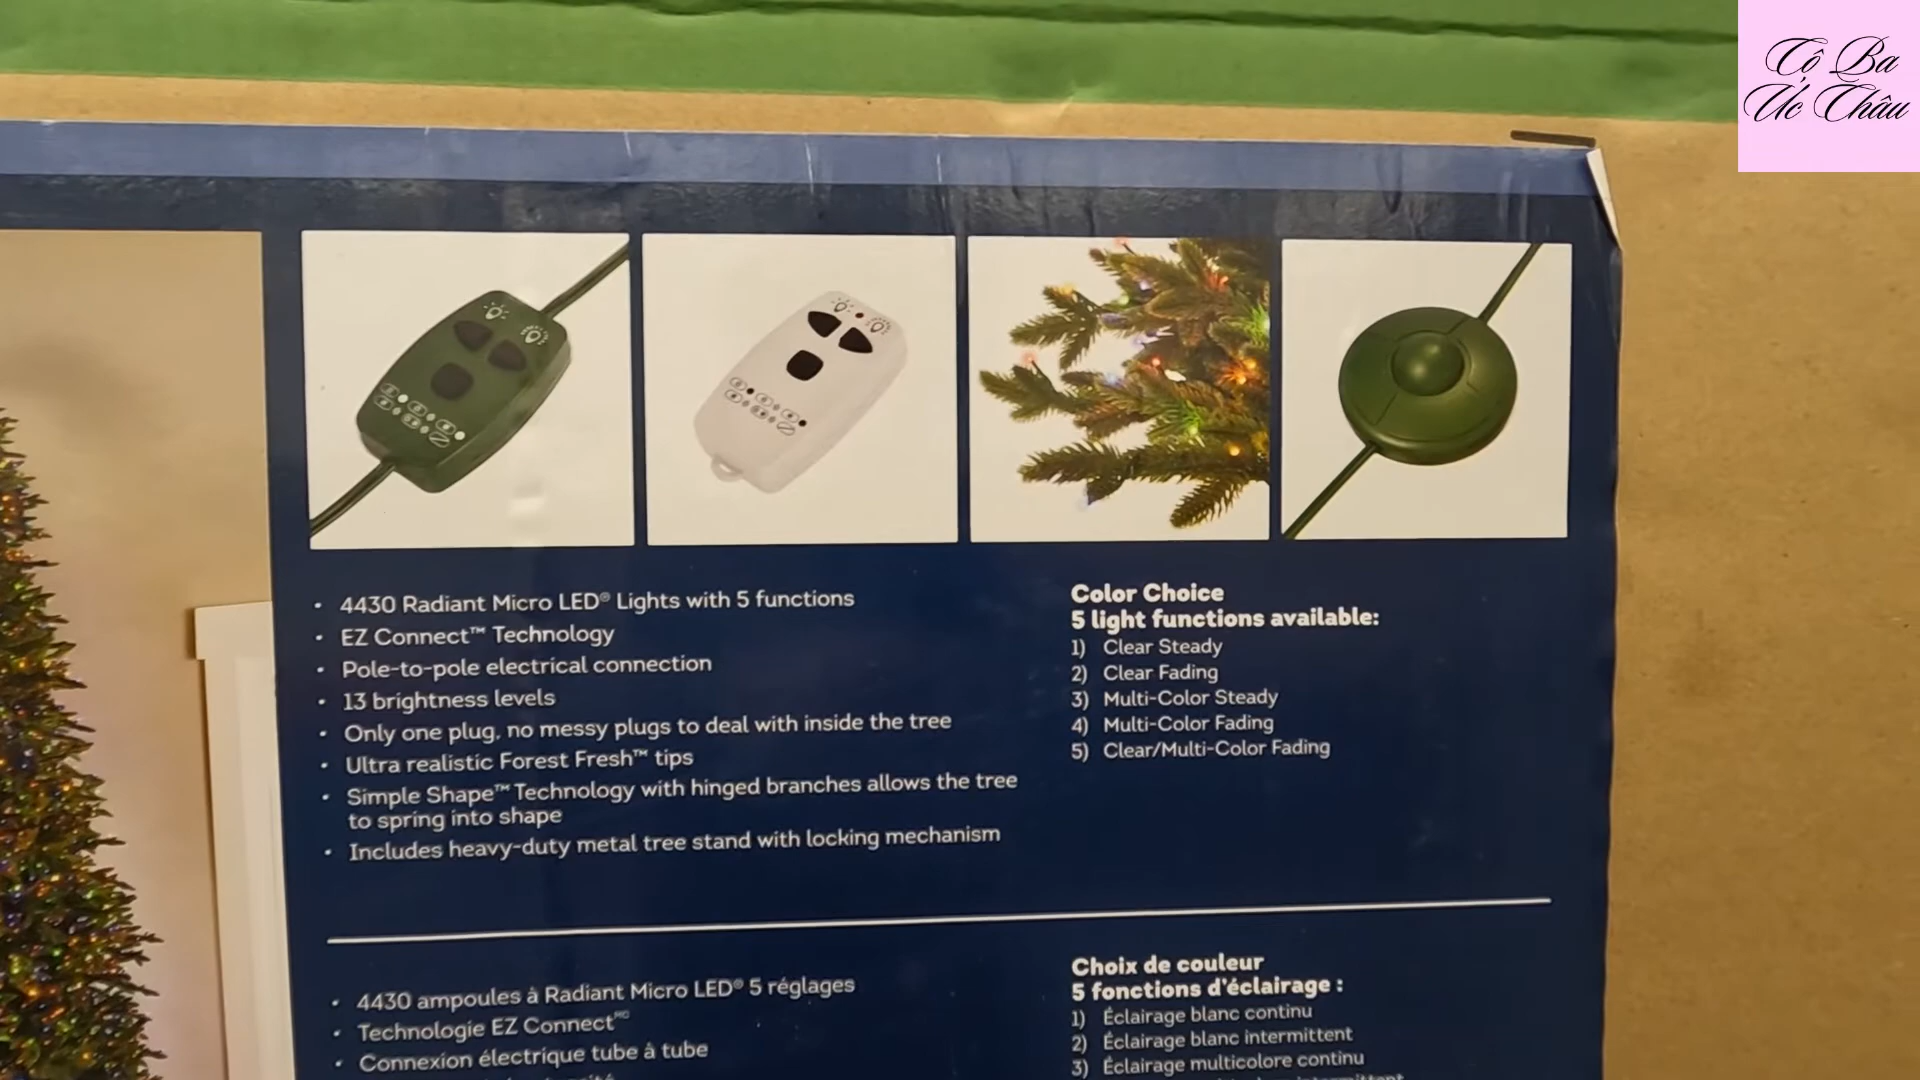 Cô Ba
Úc Châu
• 4430 Radiant Micro LED® Lights with 5 functions
• EZ Connect™ Technology
• Pole-to-pole electrical connection
• 13 brightness levels
• Only one plug, no messy plugs to deal with inside the tree
• Ultra realistic Forest Fresh™ tips
• Simple Shape™ Technology with hinged branches allows the tree
to spring into shape
• Includes heavy-duty metal tree stand with locking mechanism
Color Choice
5 light functions available:
1) Clear Steady
2) Clear Fading
3) Multi-Color Steady
4) Multi-Color Fading
5) Clear/Multi-Color Fading
• 4430 ampoules à Radiant Micro LED® 5 réglages
• Technologie EZ Connect MC
• Connexion électrique tube à tube
Choix de couleur
5 fonctions d'éclairage :
1) Éclairage blanc continu
2) Éclairage blanc intermittent
3) Éclairage multicolore continu